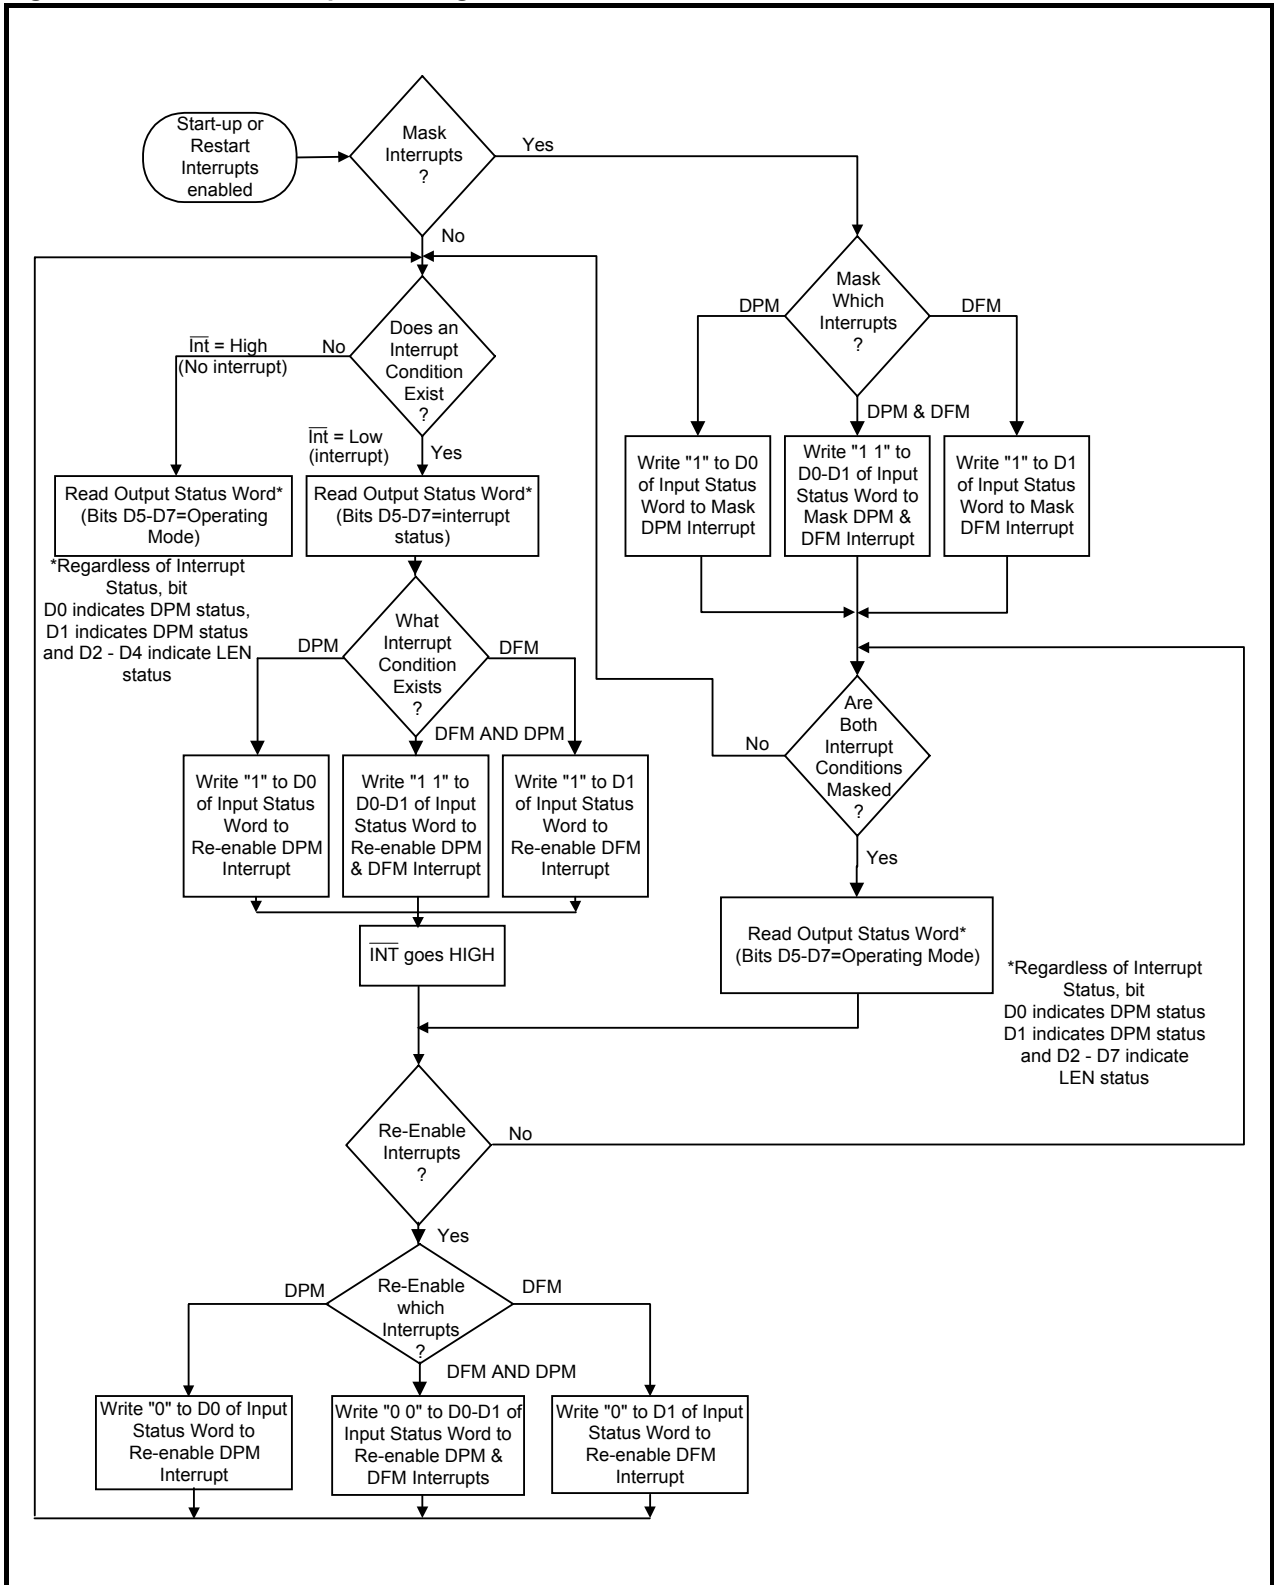 Start-up or
Restart
Interrupts
enabled
Mask
Interrupts
?
Yes
No
Mask
Which
Interrupts
?
DPM
DFM
DPM & DFM
Does an
Interrupt
Condition
Exist
?
No
Int = High
(No interrupt)
Int = Low
(interrupt)
Yes
Write "1" to D0
of Input Status
Word to Mask
DPM Interrupt
Write "1 1" to
D0-D1 of Input
Status Word to
Mask DPM &
DFM Interrupt
Write "1" to D1
of Input Status
Word to Mask
DFM Interrupt
Read Output Status Word*
(Bits D5-D7=Operating
Mode)
Read Output Status Word*
(Bits D5-D7=interrupt
status)
*Regardless of Interrupt
Status, bit
D0 indicates DPM status,
D1 indicates DPM status
and D2 - D4 indicate LEN
status
What
Interrupt
Condition
Exists
?
DPM
DFM
DFM AND DPM
Are
Both
Interrupt
Conditions
Masked
?
No
Yes
Write "1" to D0
of Input Status
Word to
Re-enable DPM
Interrupt
Write "1 1" to
D0-D1 of Input
Status Word to
Re-enable DPM
& DFM Interrupt
Write "1" to D1
of Input Status
Word to
Re-enable DFM
Interrupt
INT goes HIGH
Read Output Status Word*
(Bits D5-D7=Operating Mode)
*Regardless of Interrupt
Status, bit
D0 indicates DPM status
D1 indicates DPM status
and D2 - D7 indicate
LEN status
Re-Enable
Interrupts
?
No
Yes
Re-Enable
which
Interrupts
?
DPM
DFM
DFM AND DPM
Write "0" to D0 of Input
Status Word to
Re-enable DPM
Interrupt
Write "0 0" to D0-D1 of
Input Status Word to
Re-enable DPM &
DFM Interrupts
Write "0" to D1 of Input
Status Word to
Re-enable DFM
Interrupt